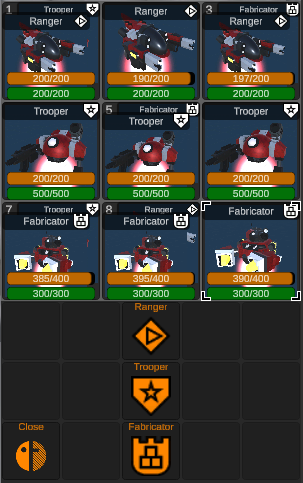 1 Trooper
Ranger
200/200
200/200
Ranger
190/200
200/200
3 Fabricator
Ranger
197/200
200/200
Trooper
200/200
500/500
5 Fabricator
Trooper
200/200
500/500
Trooper
200/200
500/500
7 Trooper
Fabricator
385/400
300/300
8 Ranger
Fabricator
395/400
300/300
Fabricator
390/400
300/300
Ranger
Trooper
Close
Fabricator